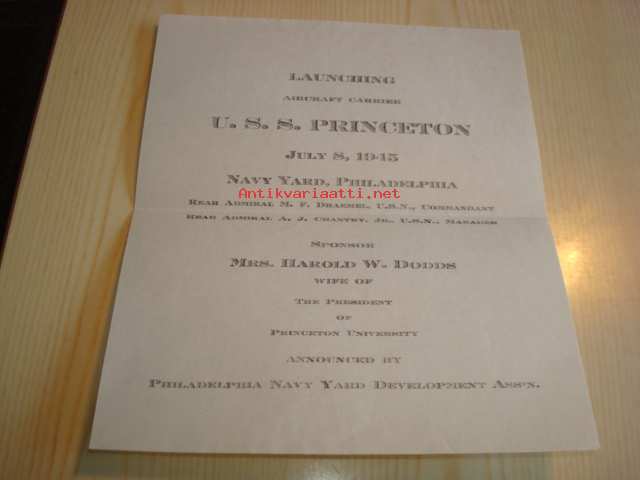 LAUNCHING
AIRCRAFT CARRIER
U. S. S. PRINCETON
JULY 8, 1945
NAVY YARD, PHILADELPHIA
Antikvariaatti.net
REAR ADMIRAL M. F. DRAEMEL, U.S.N., COMMANDANT
REAR ADMIRAL A. J. CHANTRY, JR., U.S.N., MANAGER
SPONSOR
MRS. HAROLD W. DODDS
WIFE OF
THE PRESIDENT
OF
PRINCETON UNIVERSITY
ANNOUNCED BY
PHILADELPHIA NAVY YARD DEVELOPMENT ASS'N.